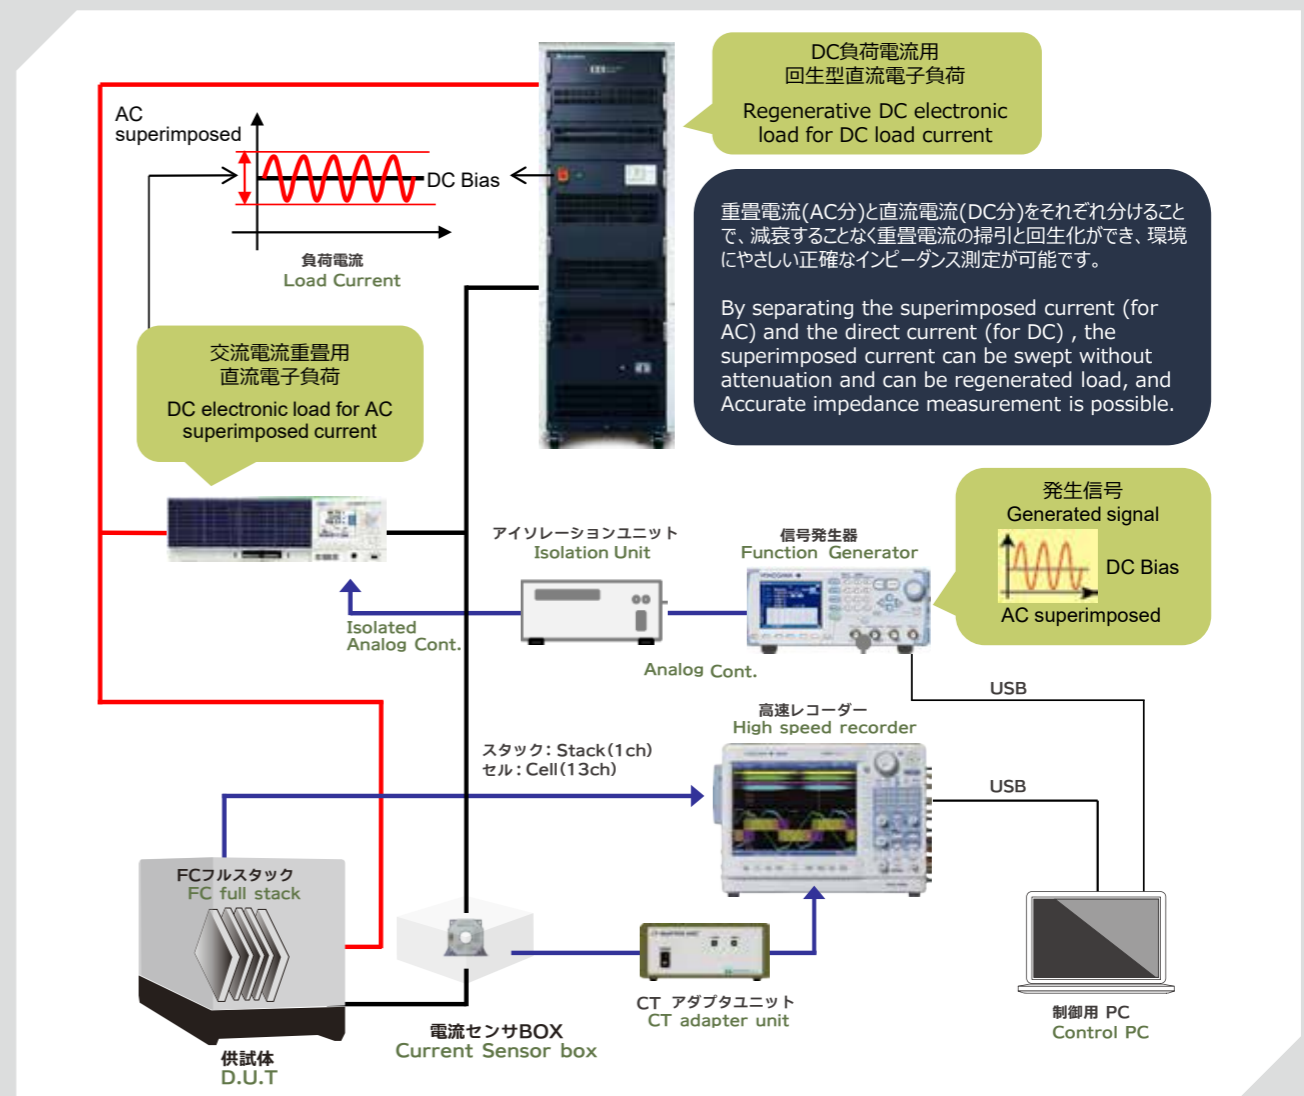 DC負荷電流用
回生型直流電子負荷
Regenerative DC electronic
load for DC load current
AC
superimposed
DC Bias
負荷電流
Load Current
重畳電流(AC分)と直流電流(DC分)をそれぞれ分けること
で、減衰することなく重畳電流の掃引と回生化ができ、環境
にやさしい正確なインピーダンス測定が可能です。
By separating the superimposed current (for
AC) and the direct current (for DC) , the
superimposed current can be swept without
attenuation and can be regenerated load, and
Accurate impedance measurement is possible.
交流電流重畳用
直流電子負荷
DC electronic load for AC
superimposed current
発生信号
Generated signal
DC Bias
AC superimposed
アイソレーションユニット
Isolation Unit
信号発生器
Function Generator
YOKOGAWA
Isolated
Analog Cont.
Analog Cont.
USB
高速レコーダー
High speed recorder
スタック：Stack(1ch)
セル：Cell(13ch)
USB
FCフルスタック
FC full stack
CT アダプタユニット
CT adapter unit
制御用 PC
Control PC
電流センサBOX
Current Sensor box
供試体
D.U.T